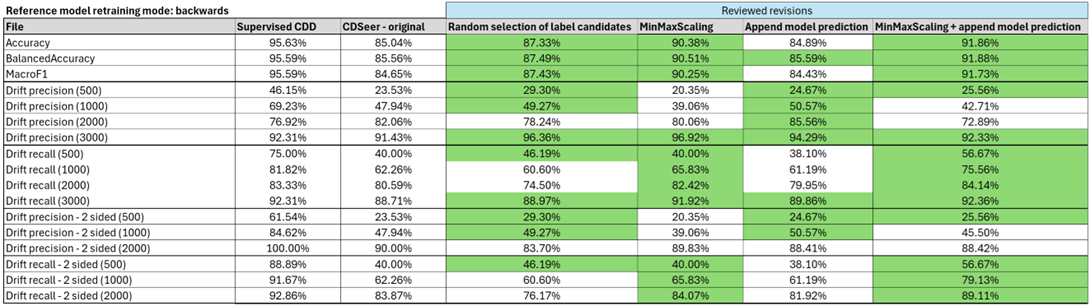 Reference model retraining mode: backwards Reviewed revisions
File Supervised CDD CDSeer - original Random selection of label candidates MinMaxScaling Append model prediction MinMaxScaling + append model prediction
Accuracy 95.63% 85.04% 87.33% 90.38% 84.89% 91.86%
BalancedAccuracy 95.59% 85.56% 87.49% 90.51% 85.59% 91.88%
MacroF1 95.59% 84.65% 87.43% 90.25% 84.43% 91.73%
Drift precision (500) 46.15% 23.53% 29.30% 20.35% 24.67% 25.56%
Drift precision (1000) 69.23% 47.94% 49.27% 39.06% 50.57% 42.71%
Drift precision (2000) 76.92% 82.06% 78.24% 80.06% 85.56% 72.89%
Drift precision (3000) 92.31% 91.43% 96.36% 96.92% 94.29% 92.33%
Drift recall (500) 75.00% 40.00% 46.19% 40.00% 38.10% 56.67%
Drift recall (1000) 81.82% 62.26% 60.60% 65.83% 61.19% 75.56%
Drift recall (2000) 83.33% 80.59% 74.50% 82.42% 79.95% 84.14%
Drift recall (3000) 92.31% 88.71% 88.97% 91.92% 89.86% 92.36%
Drift precision - 2 sided (500) 61.54% 23.53% 29.30% 20.35% 24.67% 25.56%
Drift precision - 2 sided (1000) 84.62% 47.94% 49.27% 39.06% 50.57% 45.50%
Drift precision - 2 sided (2000) 100.00% 90.00% 83.70% 89.83% 88.41% 88.42%
Drift recall - 2 sided (500) 88.89% 40.00% 46.19% 40.00% 38.10% 56.67%
Drift recall - 2 sided (1000) 91.67% 62.26% 60.60% 65.83% 61.19% 79.13%
Drift recall - 2 sided (2000) 92.86% 83.87% 76.17% 84.07% 81.92% 89.11%